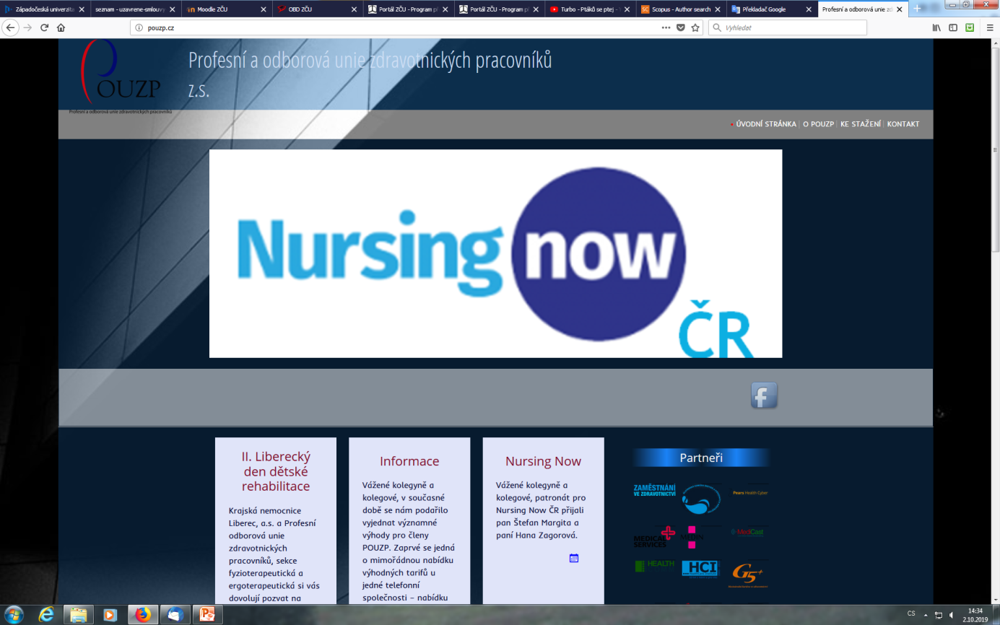 Západočeská univerzita
seznam - uzavrene-smlouvy
Moodle ZČU
OBD ZČU
Portál ZČU - Program př
Portál ZČU - Program př
Turbo - Ptáků se ptej -
Scopus - Author search
Překladač Google
Profesní a odborová unie zd
pouzp.cz
Vyhledat
Profesní a odborová unie zdravotnických pracovníků
z.s.
OUZP
Profesní a odborová unie zdravotnických pracovníků
ÚVODNÍ STRÁNKA | O POUZP | KE STAŽENÍ | KONTAKT
Nursing now
ČR
II. Liberecký
den dětské
rehabilitace
Krajská nemocnice
Liberec, a.s. a Profesní
odborová unie
zdravotnických
pracovníků, sekce
fyzioterapeutická a
ergoterapeutická si vás
dovolují pozvat na
Informace
Vážené kolegyně a
kolegové, v současné
době se nám podařilo
vyjednat významné
výhody pro členy
POUZP. Zaprvé se jedná
o mimořádnou nabídku
výhodných tarifů u
jedné telefonní
společnosti – nabídku
Nursing Now
Vážené kolegyně a
kolegové, patronát pro
Nursing Now ČR přijali
pan Štefan Margita a
paní Hana Zagorová.
Partneři
ZAMĚSTNÁNÍ
VE ZDRAVOTNICTVÍ
Pears Health Cyber
MEDICAL
SERVICES
MEDIN
MediCast
HEALTH
HCI
G5+
CS
14:34
2.10.2019